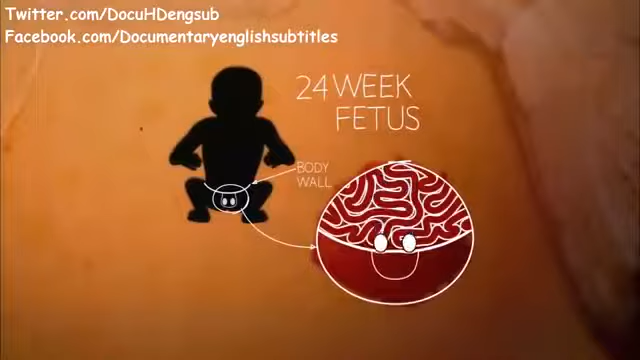 Twitter.com/DocuHDengsub
Facebook.com/Documentaryenglishsubtitles
24 WEEK
FETUS
BODY
WALL